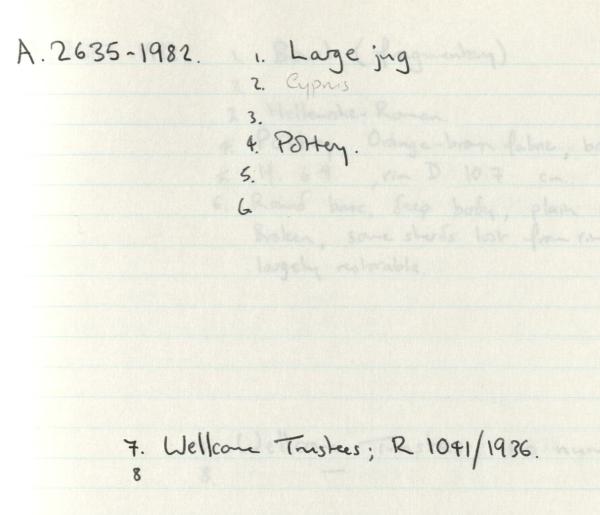 A.2635-1982. 1. Large jug
2. Cyprus
3.
4. Pottery.
5.
6
7. Wellcome Trustees; R 1041/1936.
8